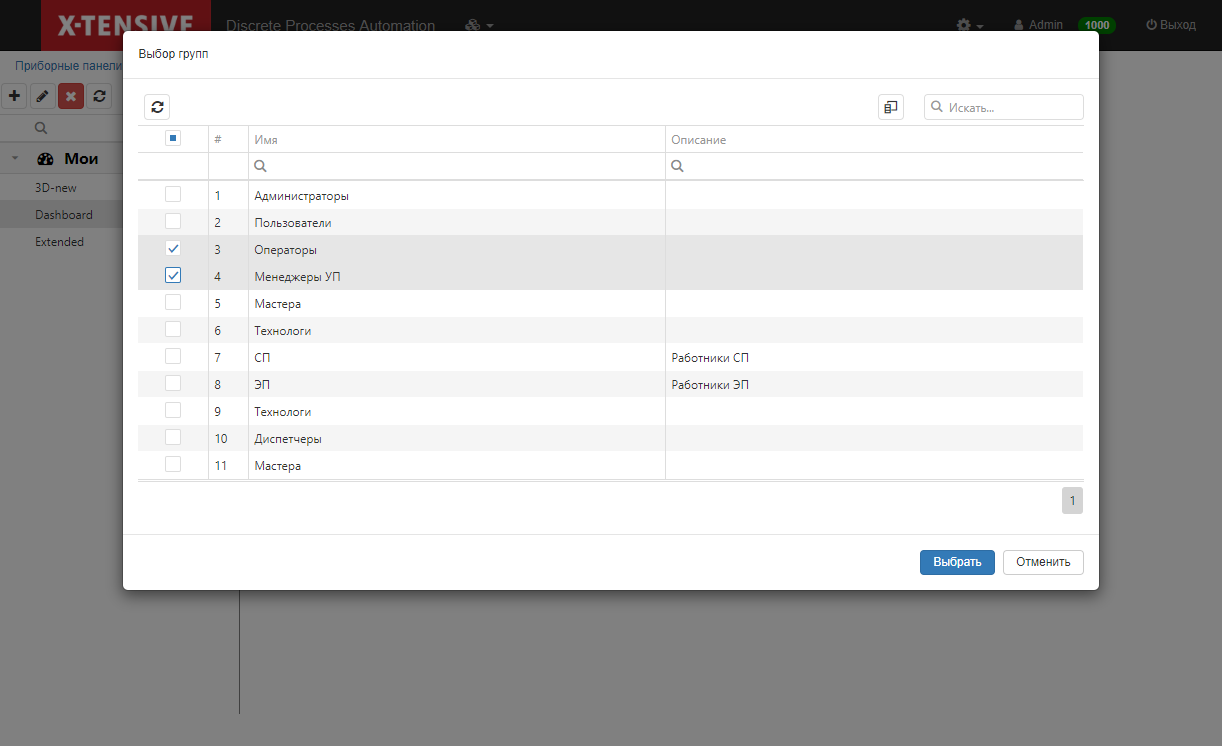 X-TENSIVE Discrete Processes Automation Admin 1000 Выход
Приборные панели
Выбор групп
Искать...
# Имя Описание
Мои
3D-new
Dashboard
Extended
1 Администраторы
2 Пользователи
3 Операторы
4 Менеджеры УП
5 Мастера
6 Технологи
7 СП Работники СП
8 ЭП Работники ЭП
9 Технологи
10 Диспетчеры
11 Мастера
1
Выбрать Отменить